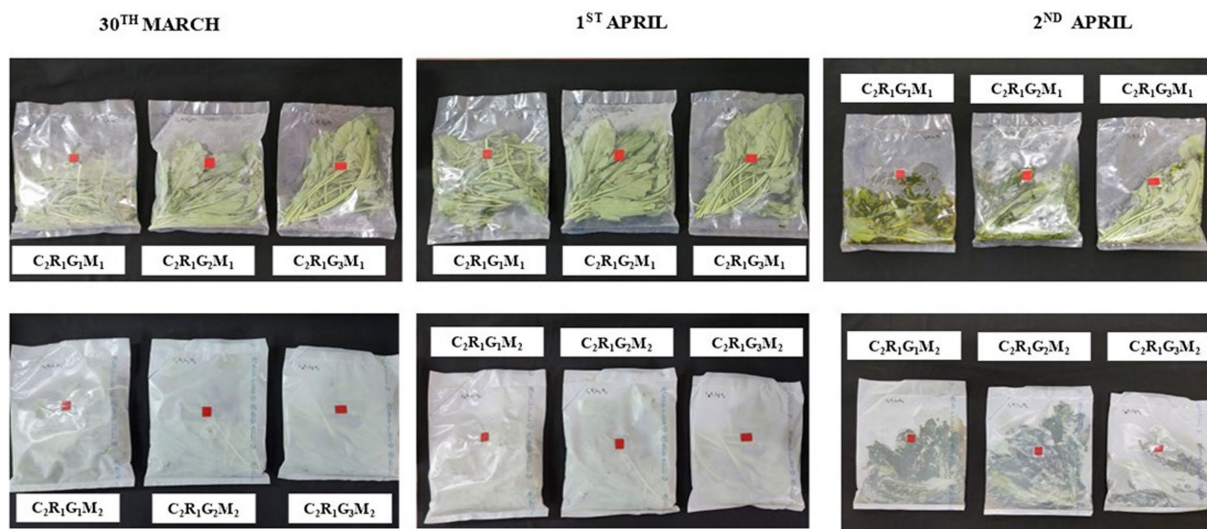 30TH MARCH
1ST APRIL
2ND APRIL
C₂R₁G₁M₁ C₂R₁G₂M₁ C₂R₁G₃M₁
C₂R₁G₁M₁ C₂R₁G₂M₁ C₂R₁G₃M₁
C₂R₁G₁M₁ C₂R₁G₂M₁ C₂R₁G₃M₁
C₂R₁G₁M₂ C₂R₁G₂M₂ C₂R₁G₃M₂
C₂R₁G₁M₂ C₂R₁G₂M₂ C₂R₁G₃M₂
C₂R₁G₁M₂ C₂R₁G₂M₂ C₂R₁G₃M₂